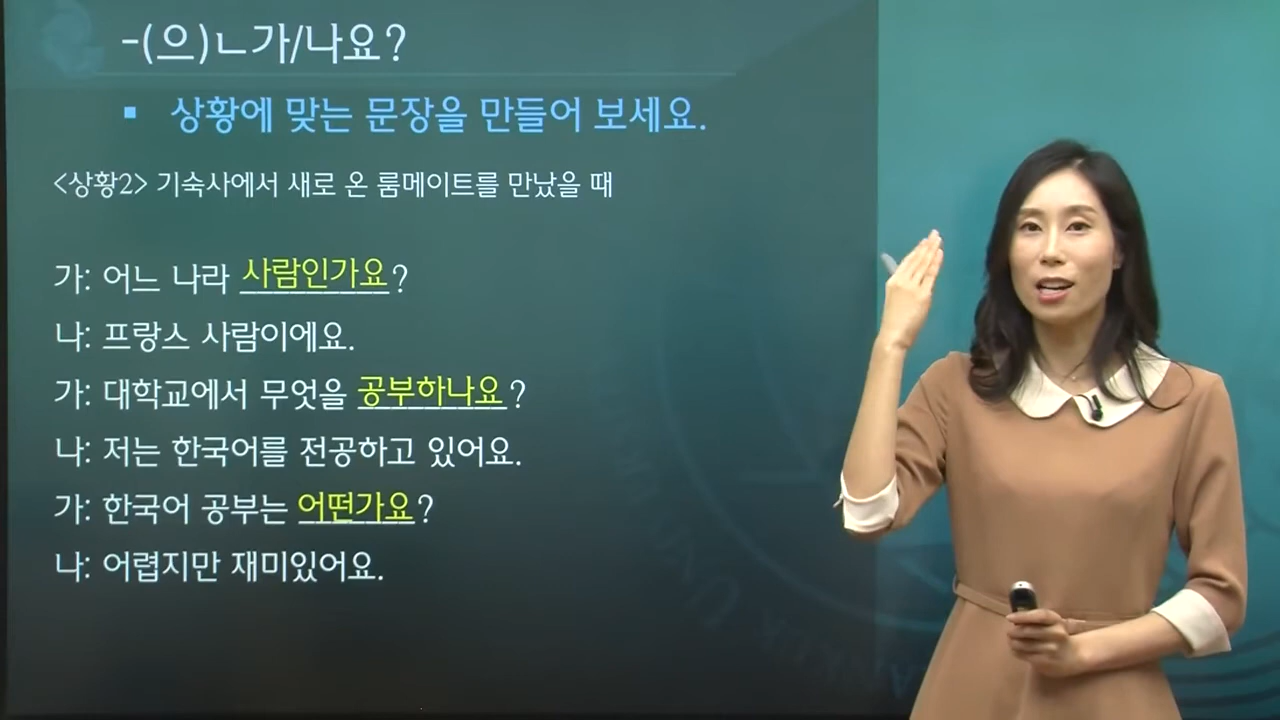 -(으)ㄴ가/나요?
▪ 상황에 맞는 문장을 만들어 보세요.
<상황2> 기숙사에서 새로 온 룸메이트를 만났을 때
가: 어느 나라 사람인가요?
나: 프랑스 사람이에요.
가: 대학교에서 무엇을 공부하나요?
나: 저는 한국어를 전공하고 있어요.
가: 한국어 공부는 어떤가요?
나: 어렵지만 재미있어요.